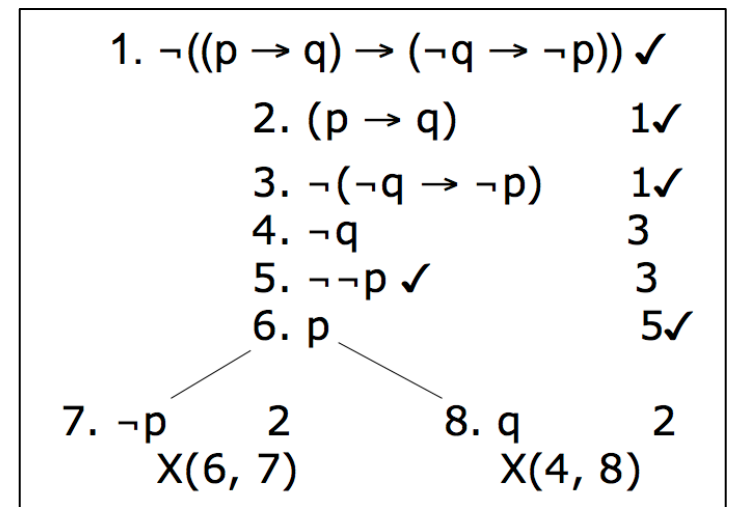 1. ¬((p → q) → (¬q → ¬p)) ✓
2. (p → q) 1✓
3. ¬(¬q → ¬p) 1✓
4. ¬q 3
5. ¬¬p ✓ 3
6. p 5✓
7. ¬p 2 8. q 2
X(6, 7) X(4, 8)